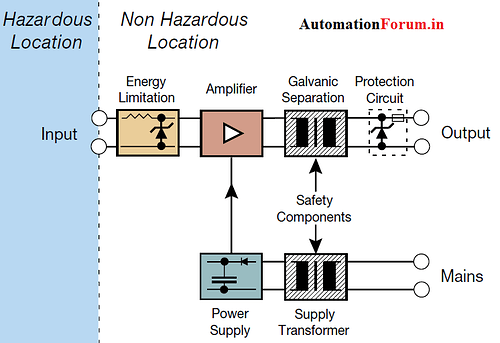 Hazardous
Location
Non Hazardous
Location
AutomationForum.in
Energy
Limitation
Amplifier
Galvanic
Separation
Protection
Circuit
Input
Output
Safety
Components
Mains
Power
Supply
Supply
Transformer